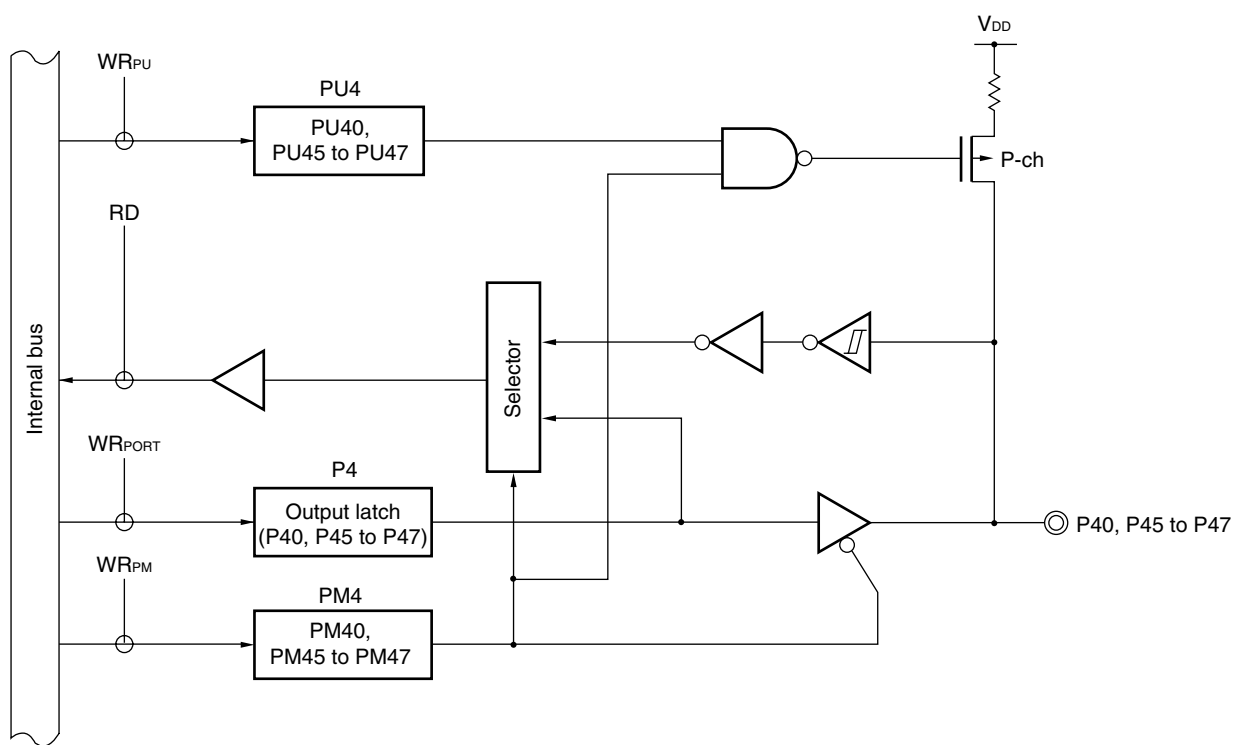 VDD
WRPU
PU4
PU40,
PU45 to PU47
P-ch
RD
Internal bus
Selector
WRPORT
P4
Output latch
(P40, P45 to P47)
P40, P45 to P47
WRPM
PM4
PM40,
PM45 to PM47